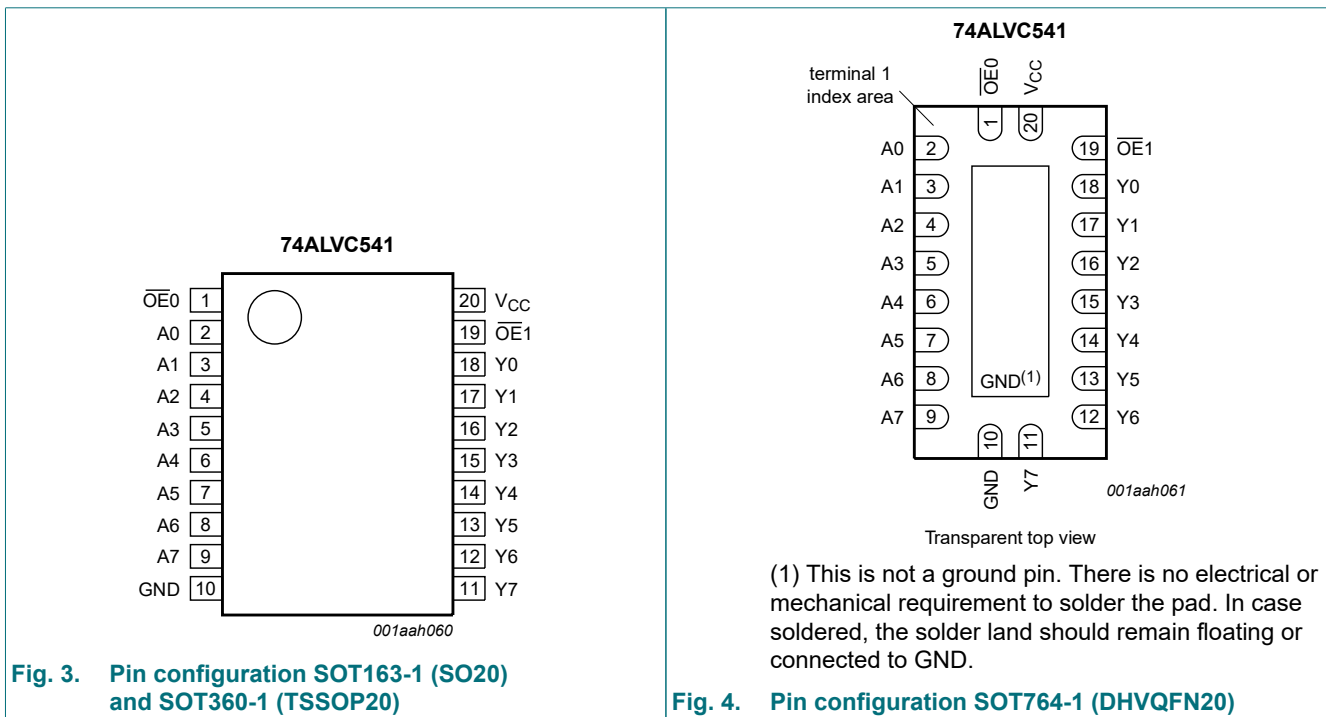 74ALVC541
OE0 1
A0 2
A1 3
A2 4
A3 5
A4 6
A5 7
A6 8
A7 9
GND 10
20 VCC
19 OE1
18 Y0
17 Y1
16 Y2
15 Y3
14 Y4
13 Y5
12 Y6
11 Y7
001aah060
Fig. 3. Pin configuration SOT163-1 (SO20)
and SOT360-1 (TSSOP20)
74ALVC541
terminal 1
index area
OE0
VCC
1
20
A0 2
A1 3
A2 4
A3 5
A4 6
A5 7
A6 8
A7 9
19 OE1
18 Y0
17 Y1
16 Y2
15 Y3
14 Y4
13 Y5
12 Y6
GND(1)
10
11
GND
Y7
001aah061
Transparent top view
(1) This is not a ground pin. There is no electrical or
mechanical requirement to solder the pad. In case
soldered, the solder land should remain floating or
connected to GND.
Fig. 4. Pin configuration SOT764-1 (DHVQFN20)